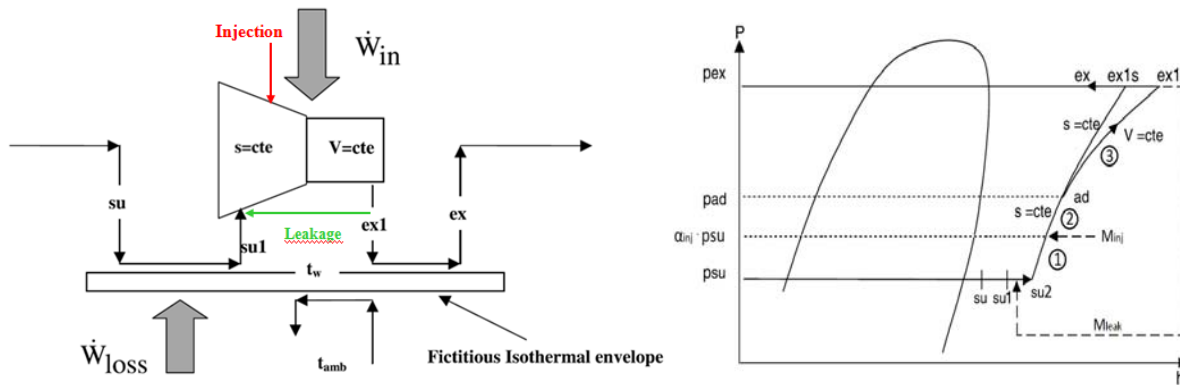 Injection
Ẇin
s=cte
V=cte
su
ex
Leakage
su1
ex1
tw
Ẇloss
tamb
Fictitious Isothermal envelope
P
pex
ex
ex1s
ex1
s =cte
V =cte
③
pad
ad
s =cte
②
αinj · psu
Minj
①
psu
su
su1
su2
Mleak
h